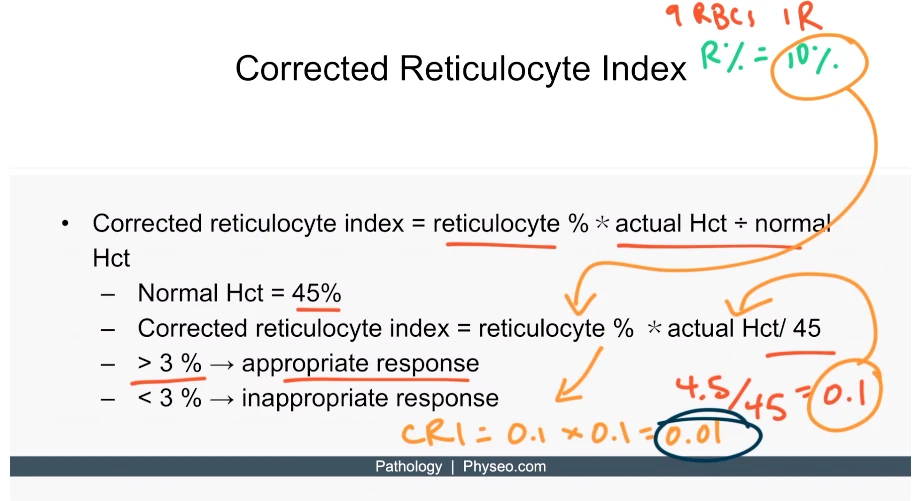 9 RBCs 1R
Corrected Reticulocyte Index R% = 10%
• Corrected reticulocyte index = reticulocyte % * actual Hct ÷ normal
Hct
– Normal Hct = 45%
– Corrected reticulocyte index = reticulocyte % * actual Hct/ 45
– > 3 % → appropriate response
– < 3 % → inappropriate response
4.5/45 = 0.1
CRI = 0.1 x 0.1 = 0.01
Pathology | Physeo.com